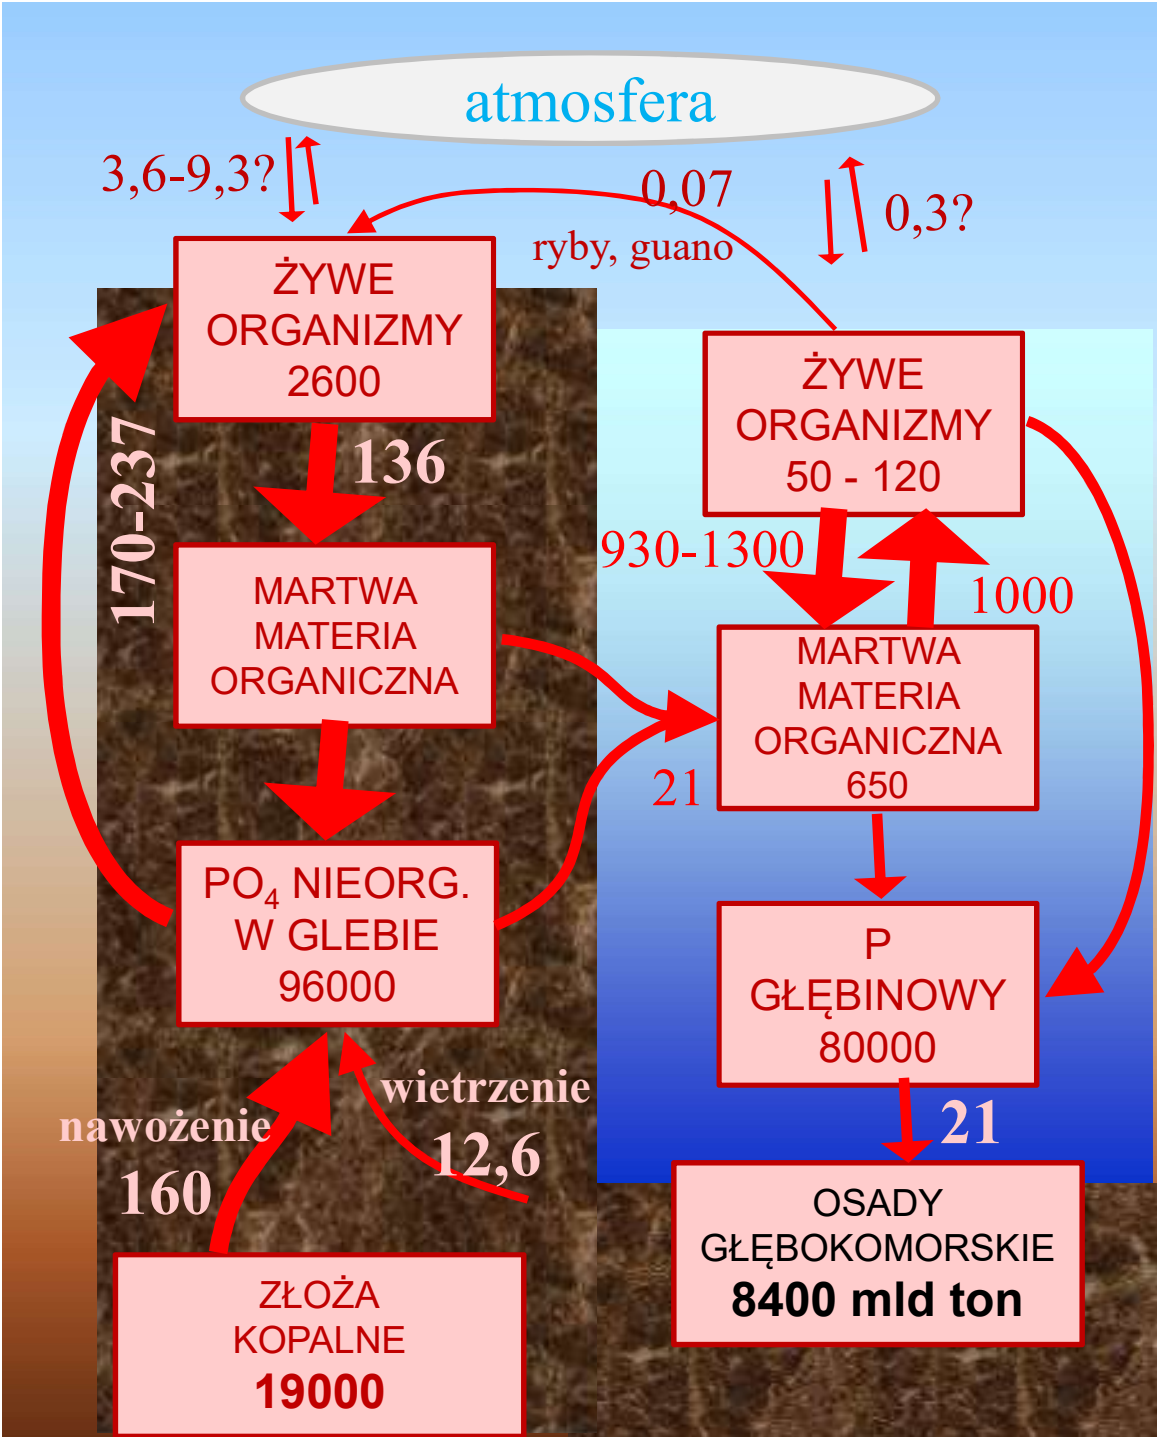 atmosfera
3,6-9,3?
0,07
0,3?
ryby, guano
ŻYWE
ORGANIZMY
2600
ŻYWE
ORGANIZMY
50 - 120
170-237
136
930-1300
1000
MARTWA
MATERIA
ORGANICZNA
MARTWA
MATERIA
ORGANICZNA
650
21
PO₄ NIEORG.
W GLEBIE
96000
P
GŁĘBINOWY
80000
nawożenie
160
wietrzenie
12,6
21
ZŁOŻA
KOPALNE
19000
OSADY
GŁĘBOKOMORSKIE
8400 mld ton